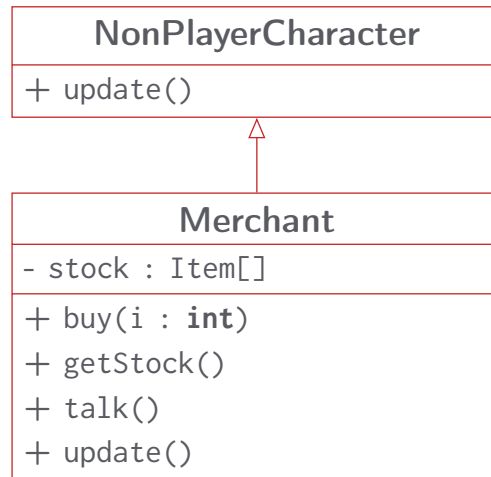 NonPlayerCharacter
+ update()
Merchant
- stock : Item[]
+ buy(i : int)
+ getStock()
+ talk()
+ update()